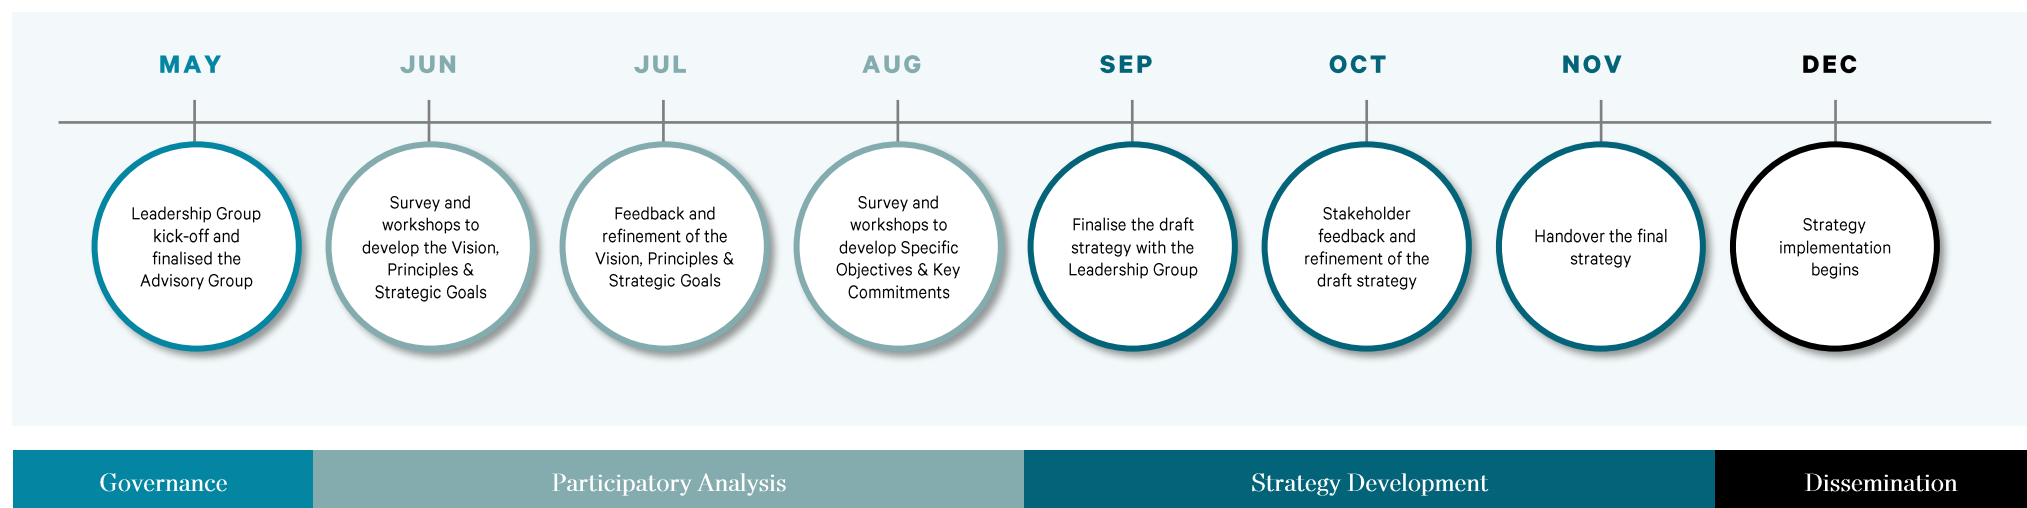 MAY
JUN
JUL
AUG
SEP
OCT
NOV
DEC
Leadership Group
kick-off and
finalised the
Advisory Group
Survey and
workshops to
develop the Vision,
Principles &
Strategic Goals
Feedback and
refinement of the
Vision, Principles &
Strategic Goals
Survey and
workshops to
develop Specific
Objectives & Key
Commitments
Finalise the draft
strategy with the
Leadership Group
Stakeholder
feedback and
refinement of the
draft strategy
Handover the final
strategy
Strategy
implementation
begins
Governance
Participatory Analysis
Strategy Development
Dissemination